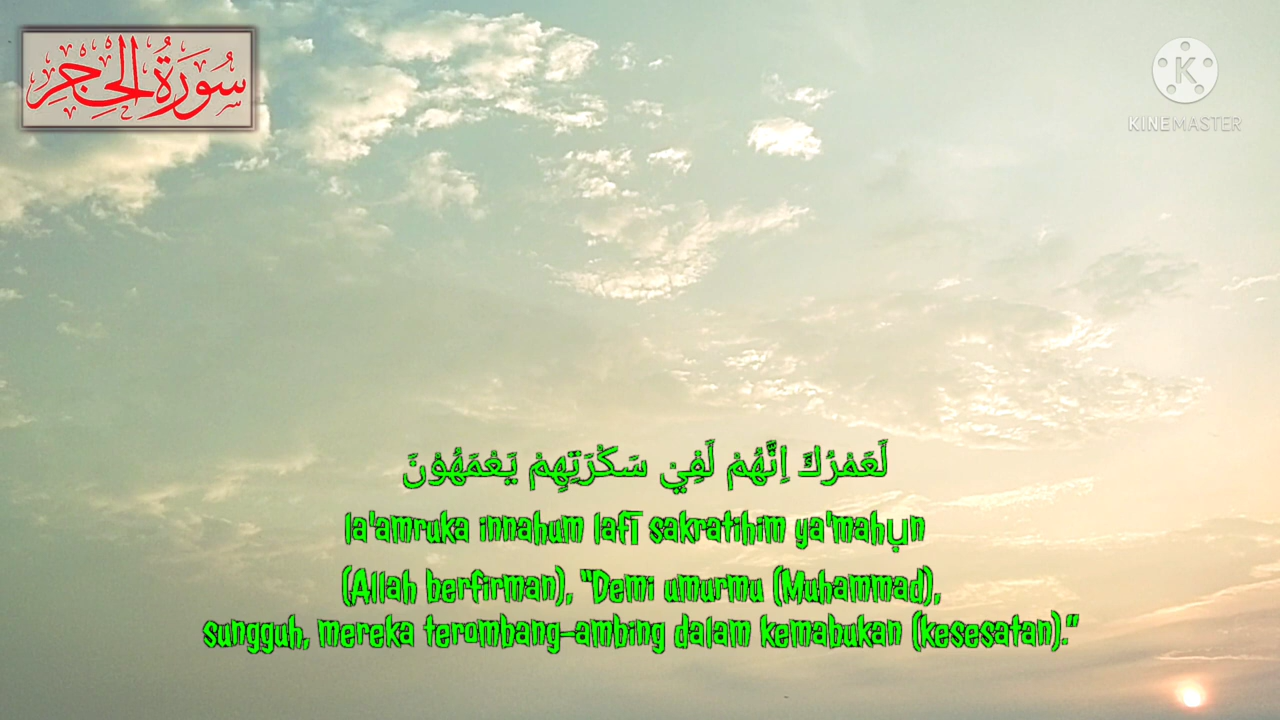 سُورَةُ الحِجرِ
KINEMASTER
لَعَمْرُكَ اِنَّهُمْ لَفِيْ سَكْرَتِهِمْ يَعْمَهُوْنَ
la'amruka innahum lafī sakratihim ya'mahụn
(Allah berfirman), "Demi umurmu (Muhammad),
sungguh, mereka terombang-ambing dalam kemabukan (kesesatan)."